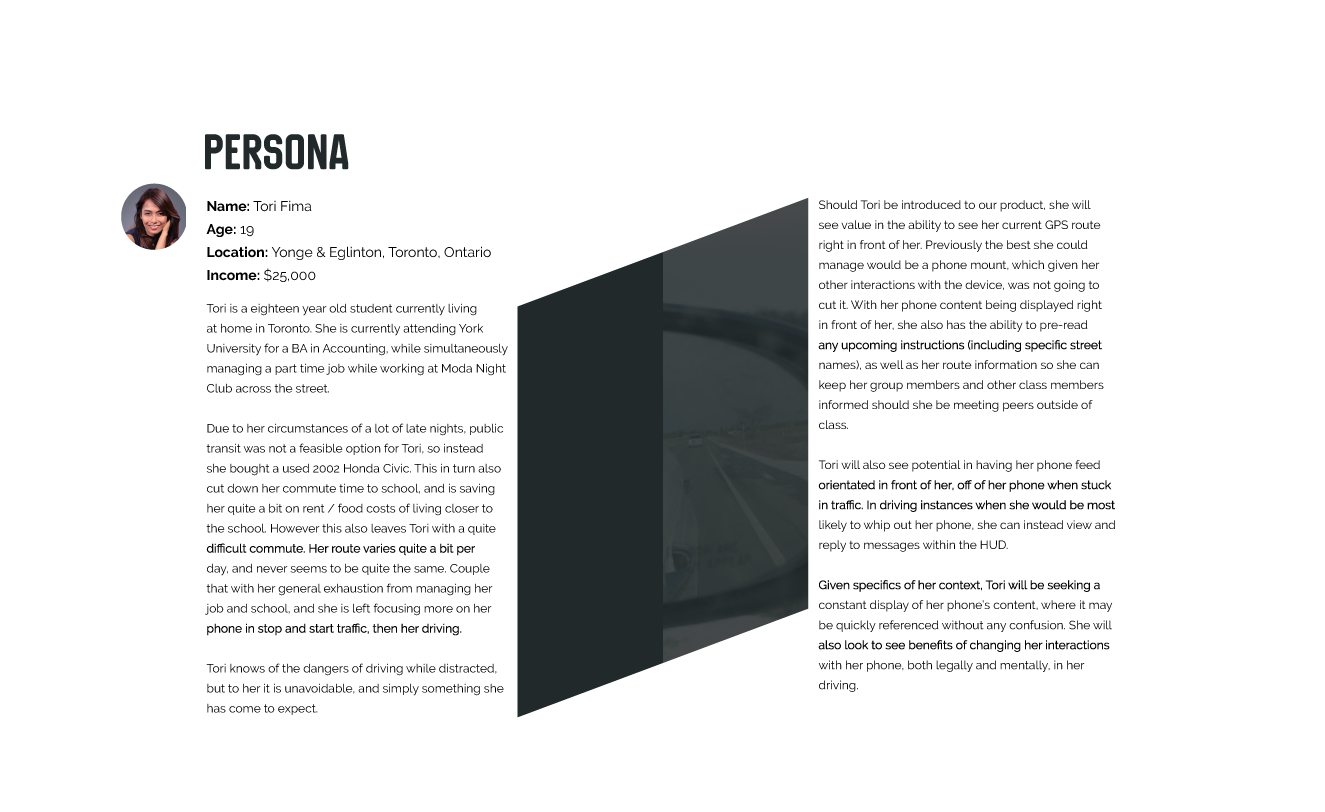 PERSONA
Name: Tori Fima
Age: 19
Location: Yonge & Eglinton, Toronto, Ontario
Income: $25,000
Tori is a eighteen year old student currently living
at home in Toronto. She is currently attending York
University for a BA in Accounting, while simultaneously
managing a part time job while working at Moda Night
Club across the street.
Due to her circumstances of a lot of late nights, public
transit was not a feasible option for Tori, so instead
she bought a used 2002 Honda Civic. This in turn also
cut down her commute time to school, and is saving
her quite a bit on rent / food costs of living closer to
the school. However this also leaves Tori with a quite
difficult commute. Her route varies quite a bit per
day, and never seems to be quite the same. Couple
that with her general exhaustion from managing her
job and school, and she is left focusing more on her
phone in stop and start traffic, then her driving.
Tori knows of the dangers of driving while distracted,
but to her it is unavoidable, and simply something she
has come to expect.
Should Tori be introduced to our product, she will
see value in the ability to see her current GPS route
right in front of her. Previously the best she could
manage would be a phone mount, which given her
other interactions with the device, was not going to
cut it. With her phone content being displayed right
in front of her, she also has the ability to pre-read
any upcoming instructions (including specific street
names), as well as her route information so she can
keep her group members and other class members
informed should she be meeting peers outside of
class.
Tori will also see potential in having her phone feed
orientated in front of her, off of her phone when stuck
in traffic. In driving instances when she would be most
likely to whip out her phone, she can instead view and
reply to messages within the HUD.
Given specifics of her context, Tori will be seeking a
constant display of her phone's content, where it may
be quickly referenced without any confusion. She will
also look to see benefits of changing her interactions
with her phone, both legally and mentally, in her
driving.